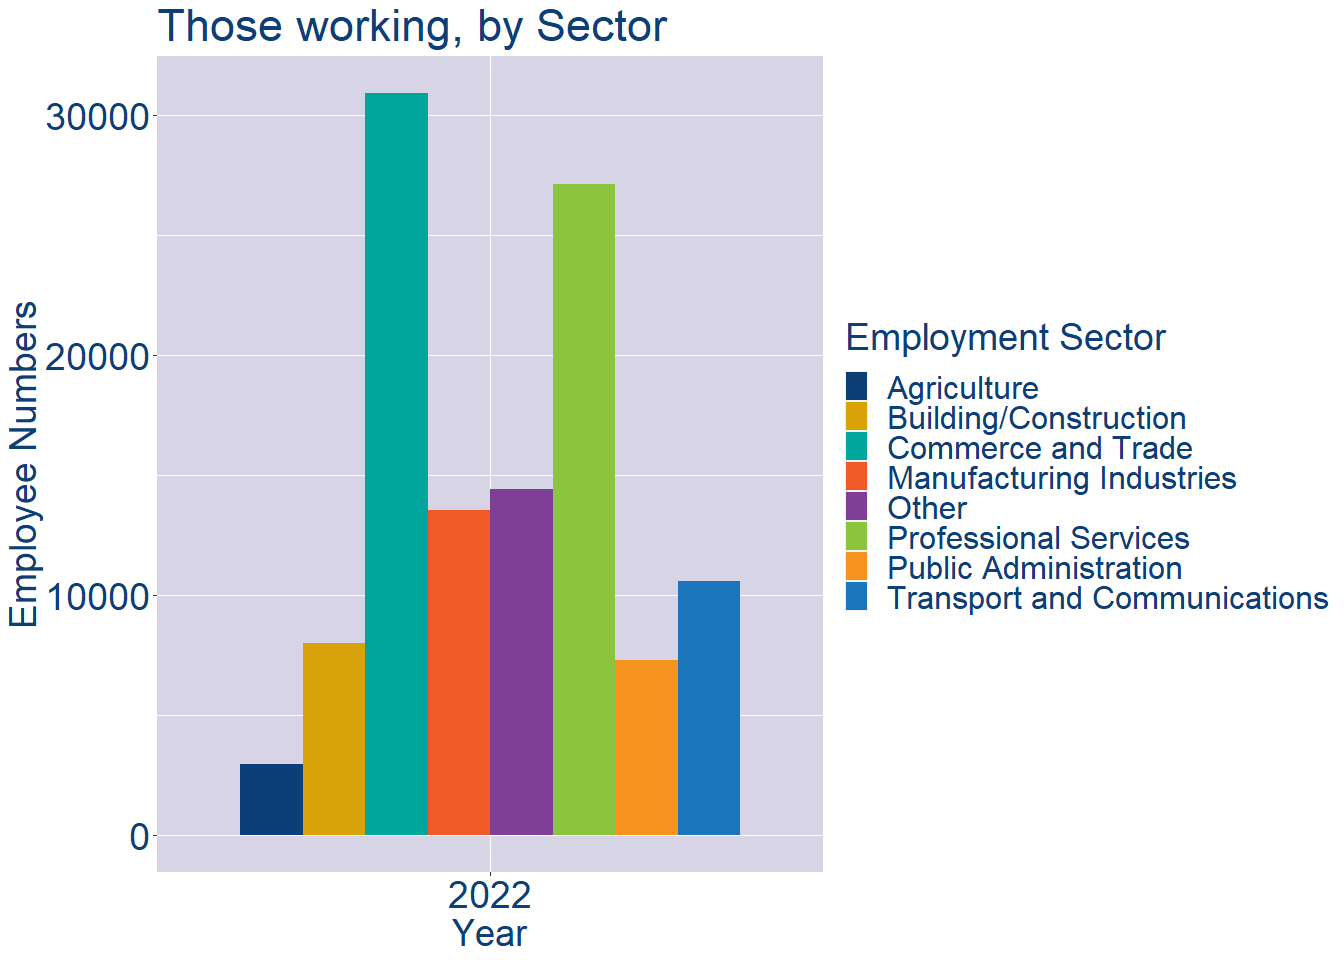 Those working, by Sector
Employee Numbers
30000
20000
10000
0
2022
Year
Employment Sector
Agriculture
Building/Construction
Commerce and Trade
Manufacturing Industries
Other
Professional Services
Public Administration
Transport and Communications